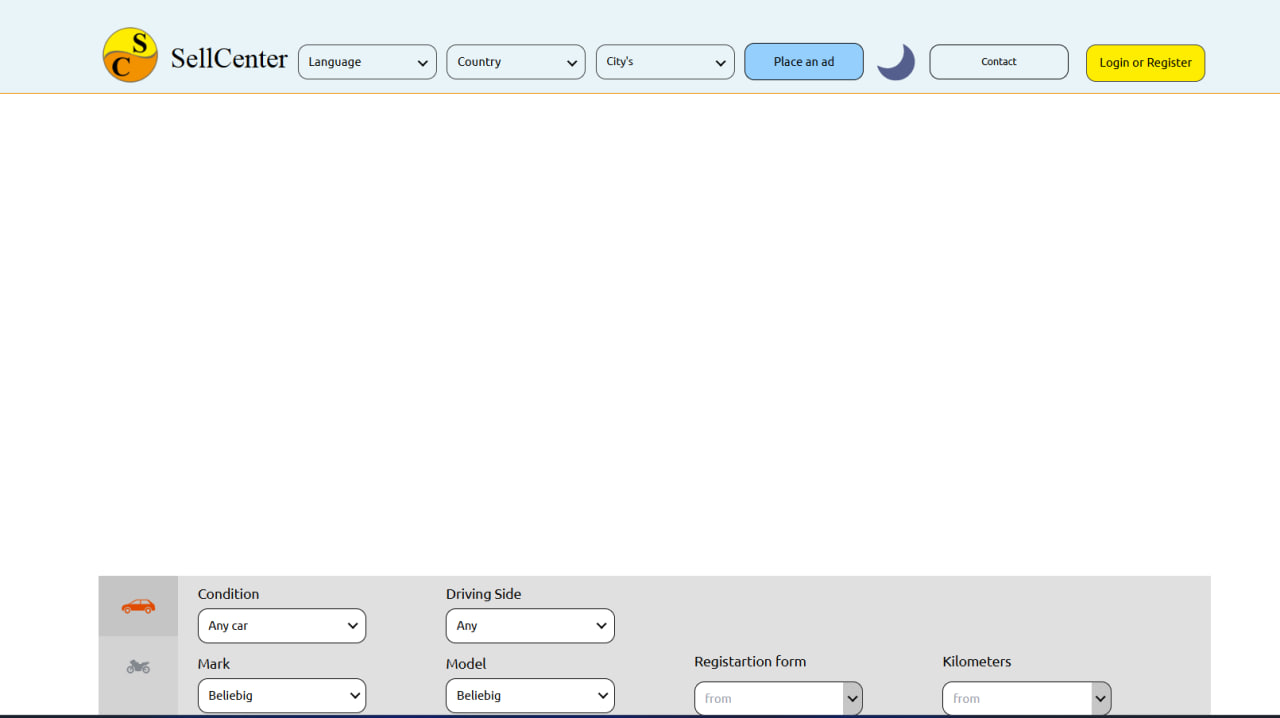 S
C
SellCenter
Language
Country
City's
Place an ad
Contact
Login or Register
Condition
Driving Side
Any car
Any
Mark
Model
Registartion form
Kilometers
Beliebig
Beliebig
from
from